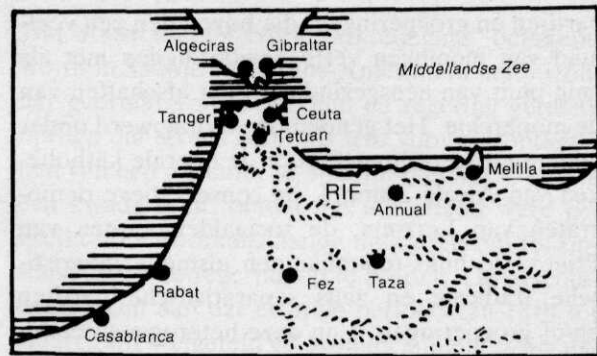 Algeciras Gibraltar
Middellandse Zee
Tanger Ceuta
Tetuan
Melilla
RIF
Annual
Fez Taza
Rabat
Casablanca